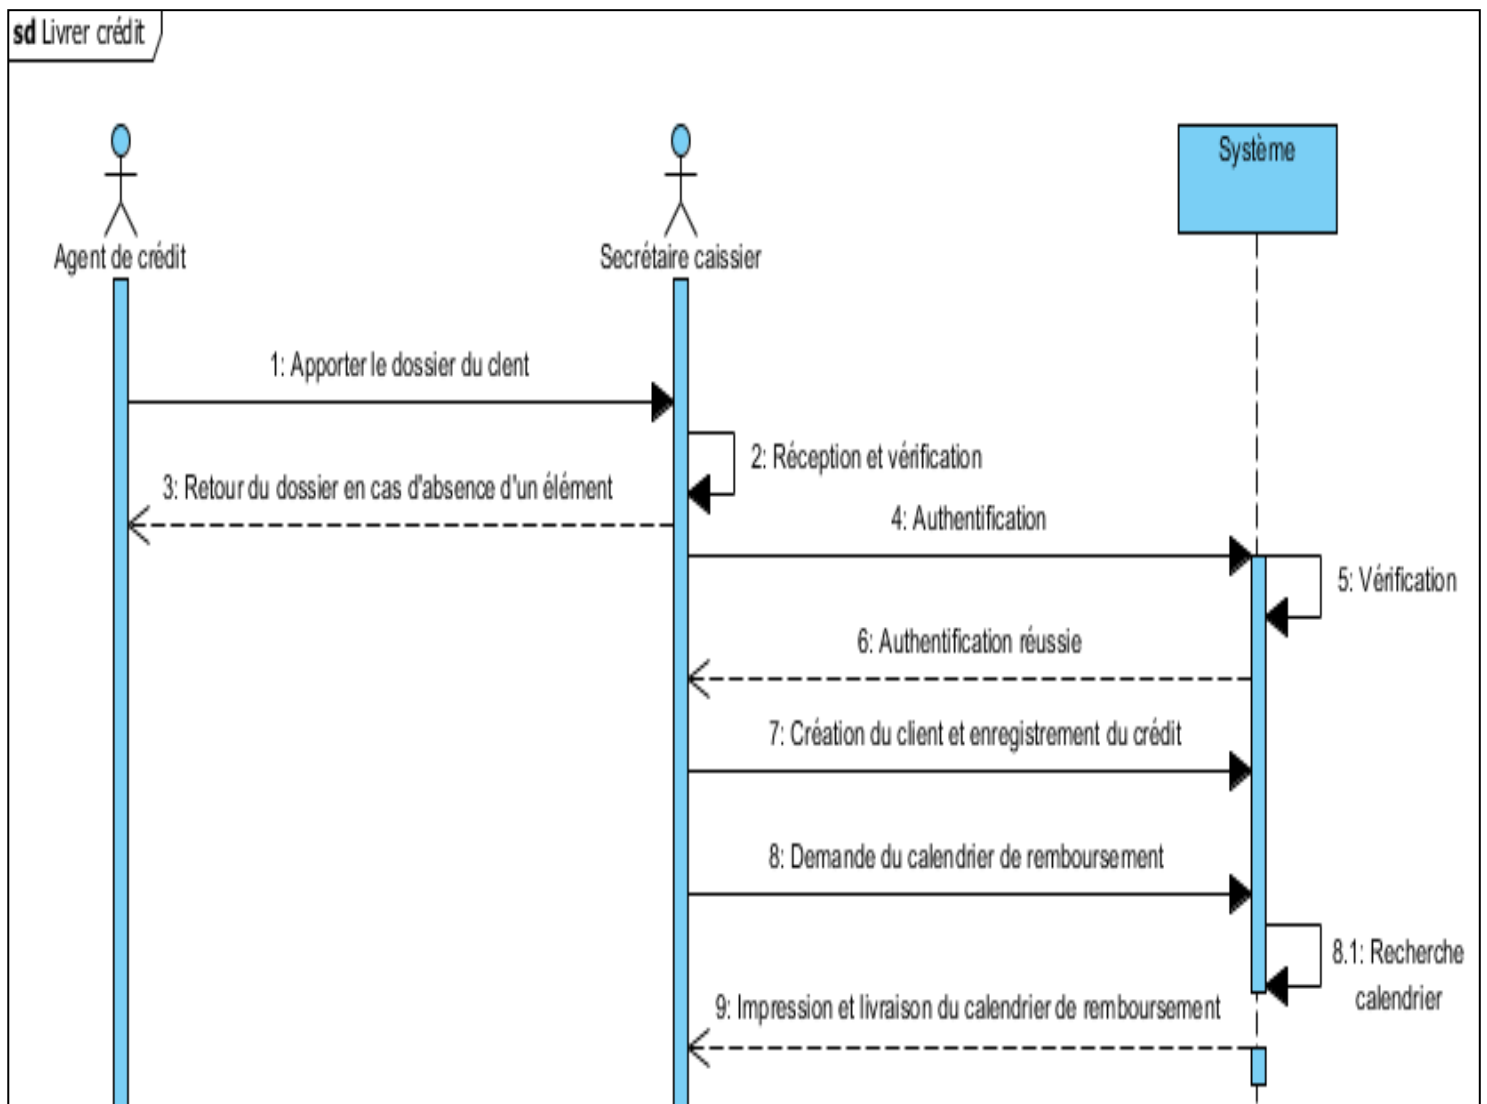 sd Livrer crédit
Système
Agent de crédit
Secrétaire caissier
1: Apporter le dossier du clent
2: Réception et vérification
3: Retour du dossier en cas d'absence d'un élément
4: Authentification
5: Vérification
6: Authentification réussie
7: Création du client et enregistrement du crédit
8: Demande du calendrier de remboursement
8.1: Recherche
calendrier
9: Impression et livraison du calendrier de remboursement